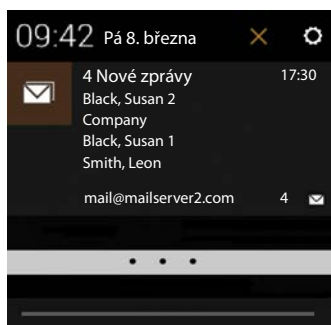 09:42 Pá 8. března
4 Nové zprávy 17:30
Black, Susan 2
Company
Black, Susan 1
Smith, Leon
mail@mailserver2.com 4